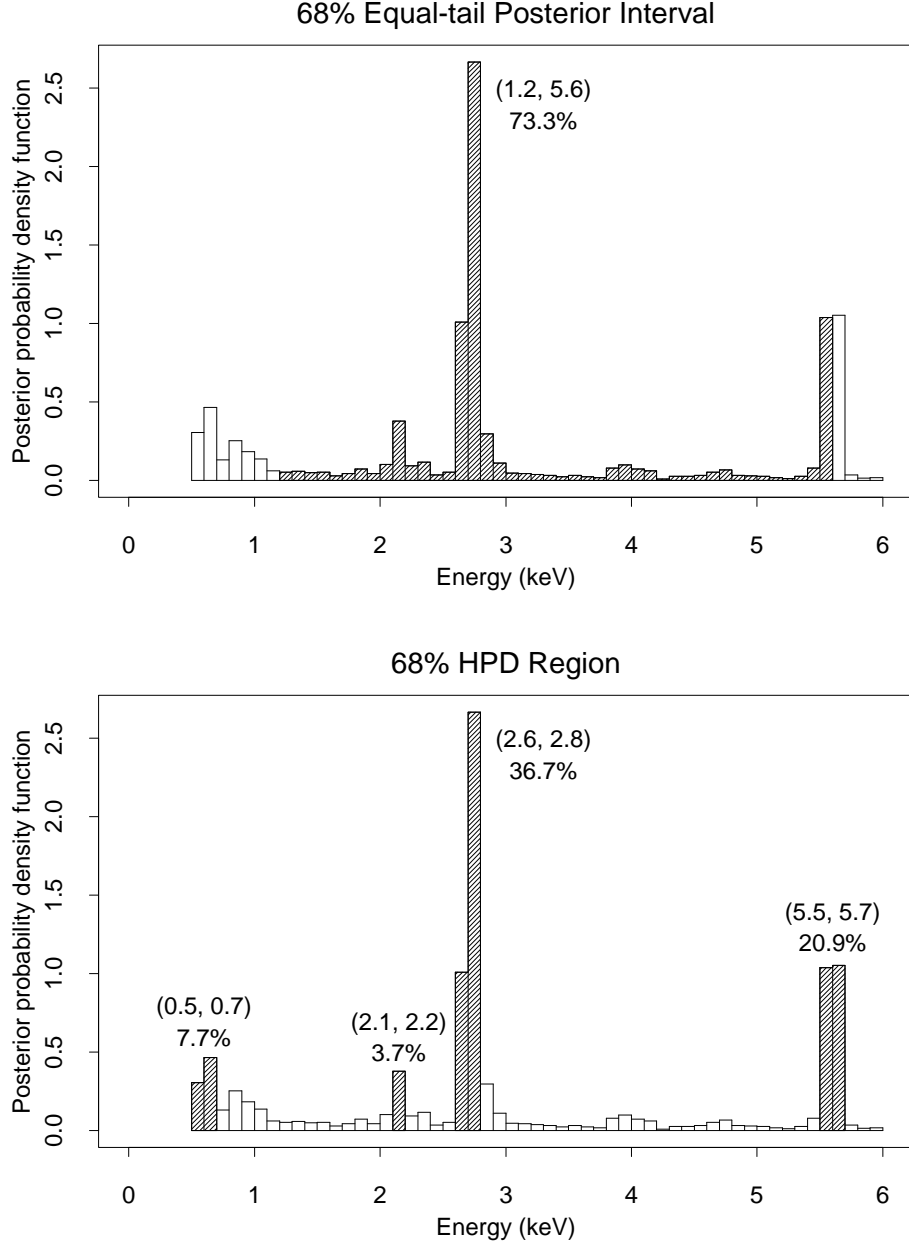 68% Equal-tail Posterior Interval
Posterior probability density function
2.5
2.0
1.5
1.0
0.5
0.0
(1.2, 5.6)
73.3%
0 1 2 3 4 5 6
Energy (keV)
68% HPD Region
Posterior probability density function
2.5
2.0
1.5
1.0
0.5
0.0
(2.6, 2.8)
36.7%
(5.5, 5.7)
20.9%
(0.5, 0.7)
7.7%
(2.1, 2.2)
3.7%
0 1 2 3 4 5 6
Energy (keV)